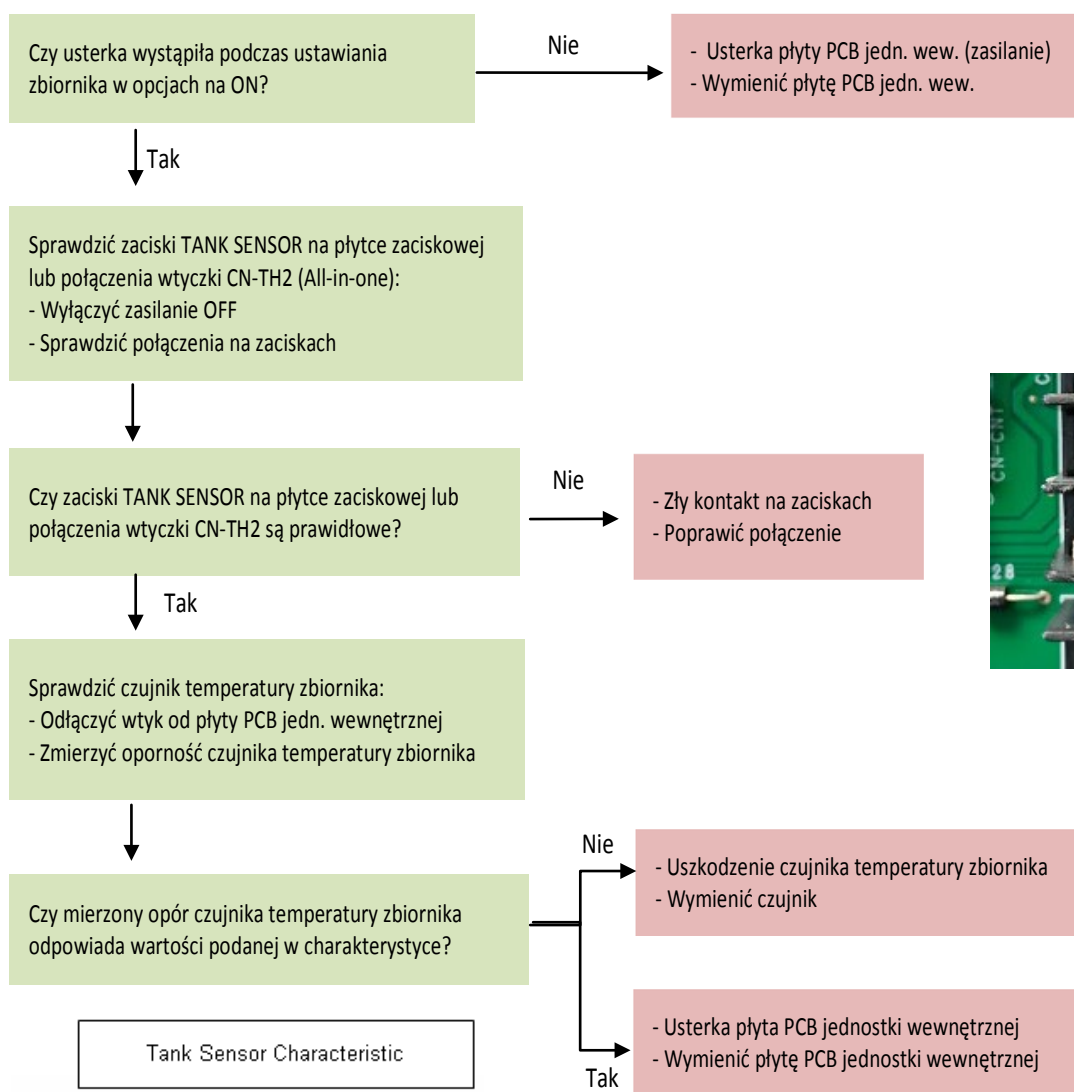 Czy usterka wystąpiła podczas ustawiania
zbiornika w opcjach na ON?
Nie
- Usterka płyty PCB jedn. wew. (zasilanie)
- Wymienić płytę PCB jedn. wew.
Tak
Sprawdzić zaciski TANK SENSOR na płytce zaciskowej
lub połączenia wtyczki CN-TH2 (All-in-one):
- Wyłączyć zasilanie OFF
- Sprawdzić połączenia na zaciskach
Czy zaciski TANK SENSOR na płytce zaciskowej lub
połączenia wtyczki CN-TH2 są prawidłowe?
Nie
- Zły kontakt na zaciskach
- Poprawić połączenie
CN-CNT
28
Tak
Sprawdzić czujnik temperatury zbiornika:
- Odłączyć wtyk od płyty PCB jedn. wewnętrznej
- Zmierzyć oporność czujnika temperatury zbiornika
Czy mierzony opór czujnika temperatury zbiornika
odpowiada wartości podanej w charakterystyce?
Nie
- Uszkodzenie czujnika temperatury zbiornika
- Wymienić czujnik
- Usterka płyta PCB jednostki wewnętrznej
- Wymienić płytę PCB jednostki wewnętrznej
Tak
Tank Sensor Characteristic